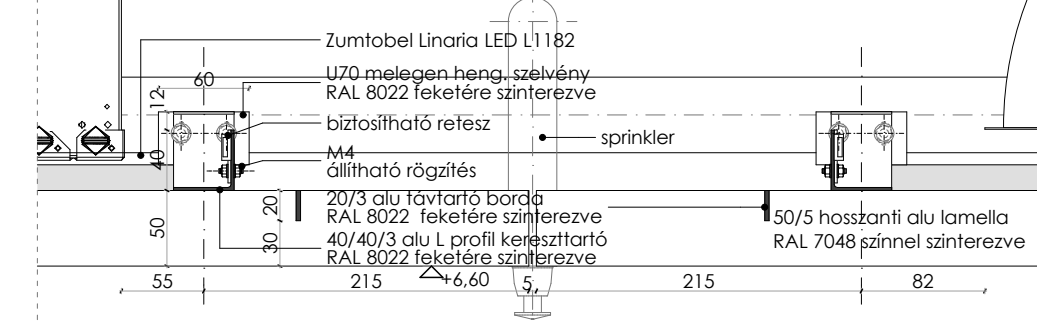 Zumtobel Linaria LED L1182
U70 melegen heng. szelvény
RAL 8022 feketére szinterezve
biztosítható retesz
sprinkler
M4
állítható rögzítés
20/3 alu távtartó borda
RAL 8022 feketére szinterezve
50/5 hosszanti alu lamella
RAL 7048 színnel szinterezve
40/40/3 alu L profil kereszttartó
RAL 8022 feketére szinterezve
60
12
40
50
20
30
+6,60
55
215
5
215
82